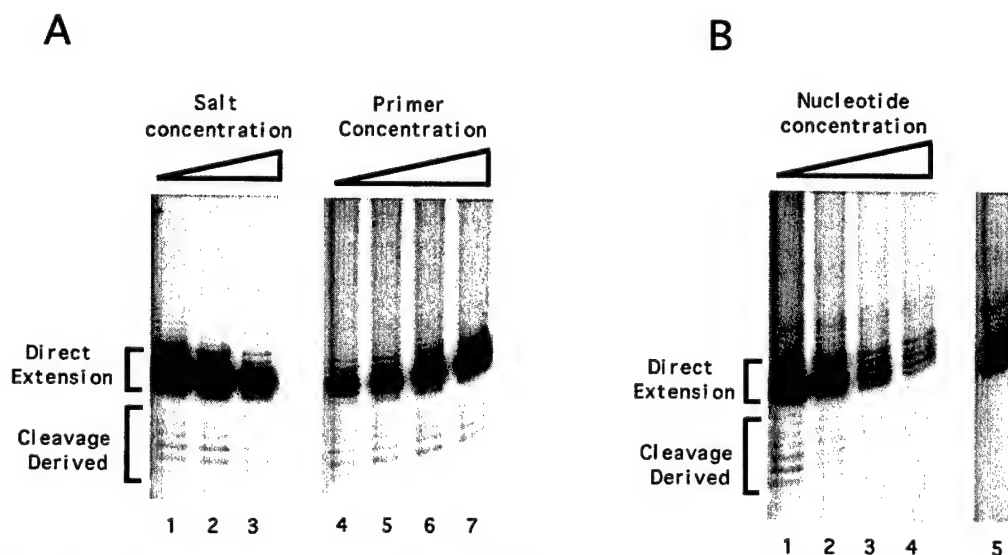 A
Salt
concentration
Primer
Concentration
Direct
Extension
Cleavage
Derived
1 2 3 4 5 6 7
B
Nucleotide
concentration
Direct
Extension
Cleavage
Derived
1 2 3 4 5